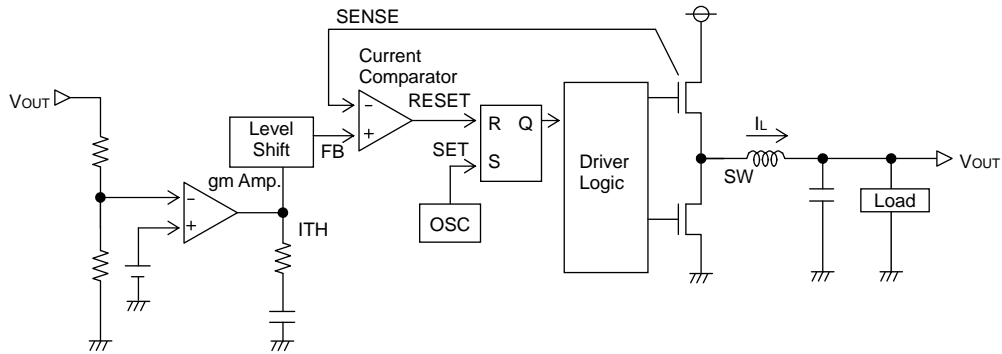 SENSE
Current
Comparator
RESET
VOUT
Level
Shift
FB
SET
R Q
S
Driver
Logic
IL
VOUT
SW
gm Amp.
OSC
Load
ITH
-
+
-
+